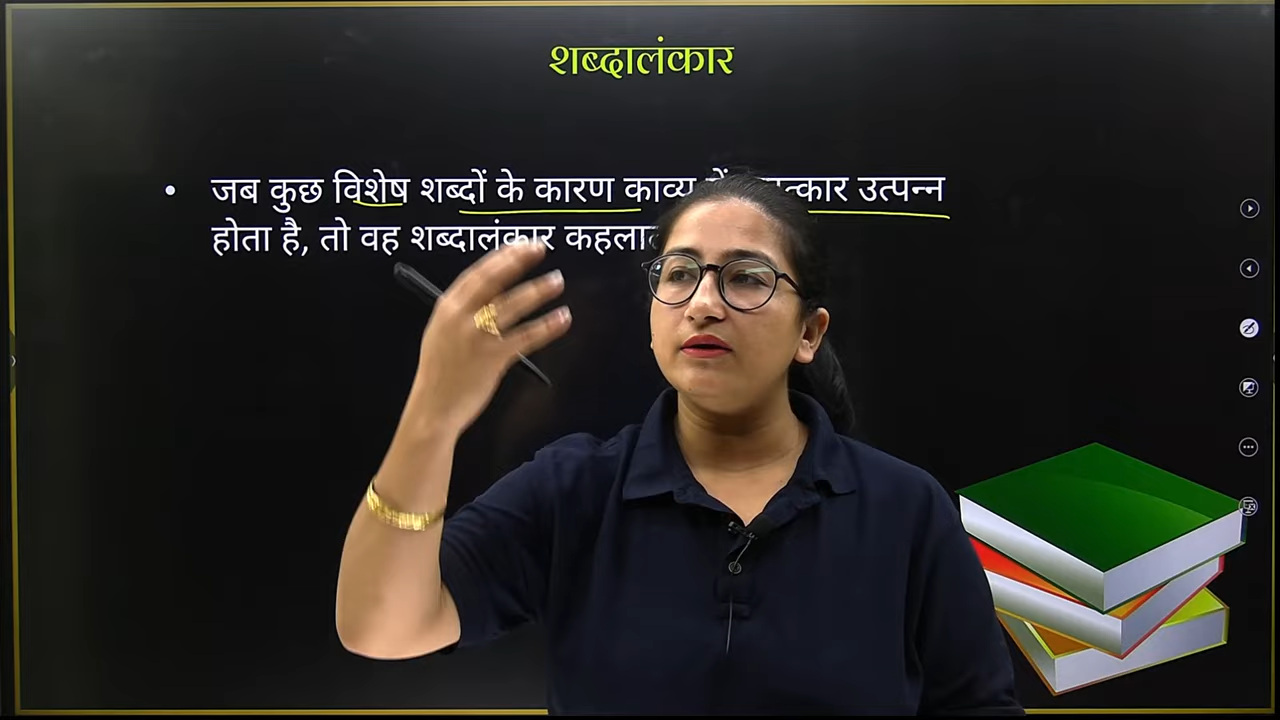 शब्दालंकार
• जब कुछ विशेष शब्दों के कारण काव्य उत्पन्न
होता है, तो वह शब्दालंकार